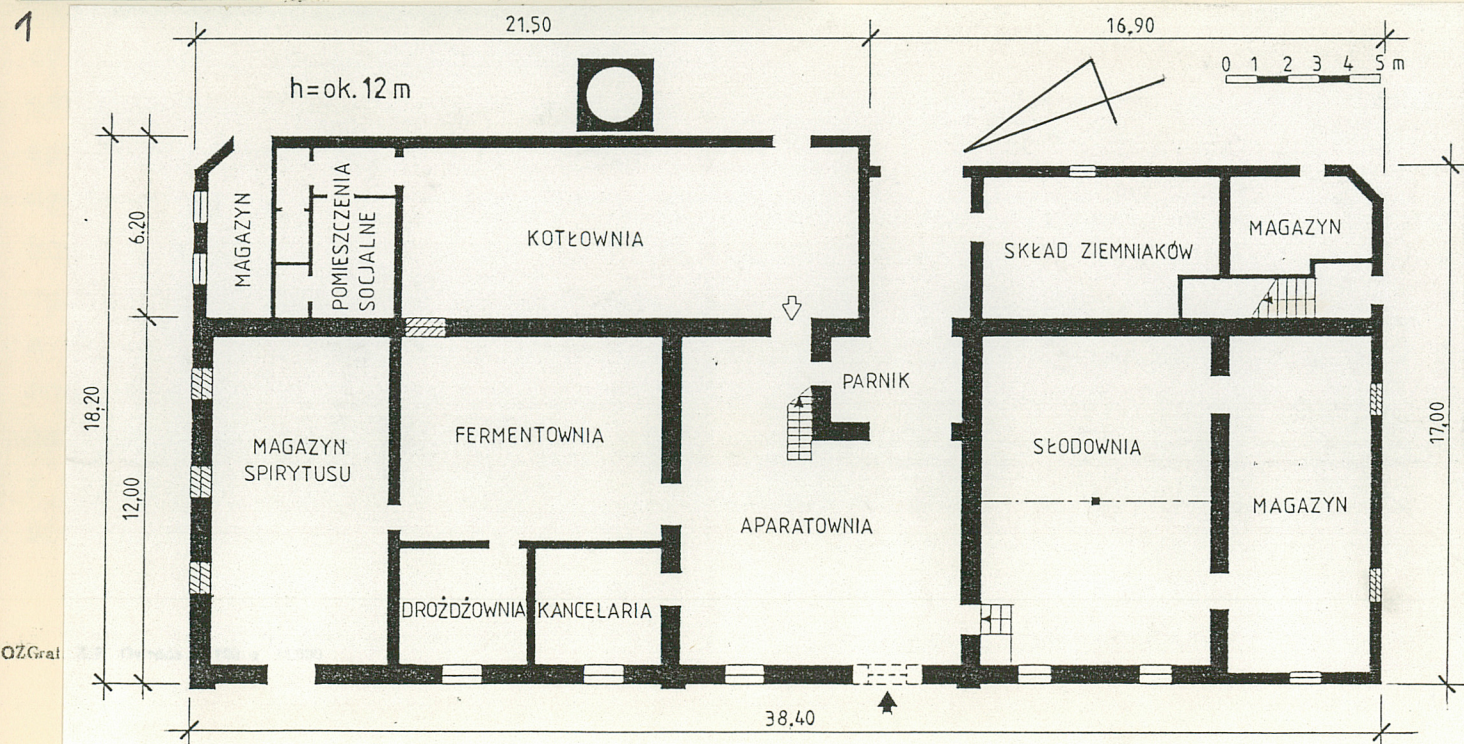 1
21.50
16,90
0 1 2 3 4 5 m
h=ok. 12 m
6.20
18,20
12,00
17,00
MAGAZYN
POMIESZCZENIA
SOCJALNE
KOTŁOWNIA
SKŁAD ZIEMNIAKÓW
MAGAZYN
PARNIK
MAGAZYN
SPIRYTUSU
FERMENTOWNIA
SŁODOWNIA
MAGAZYN
APARATOWNIA
DROŻDŻOWNIA
KANCELARIA
OZGraf
38.40